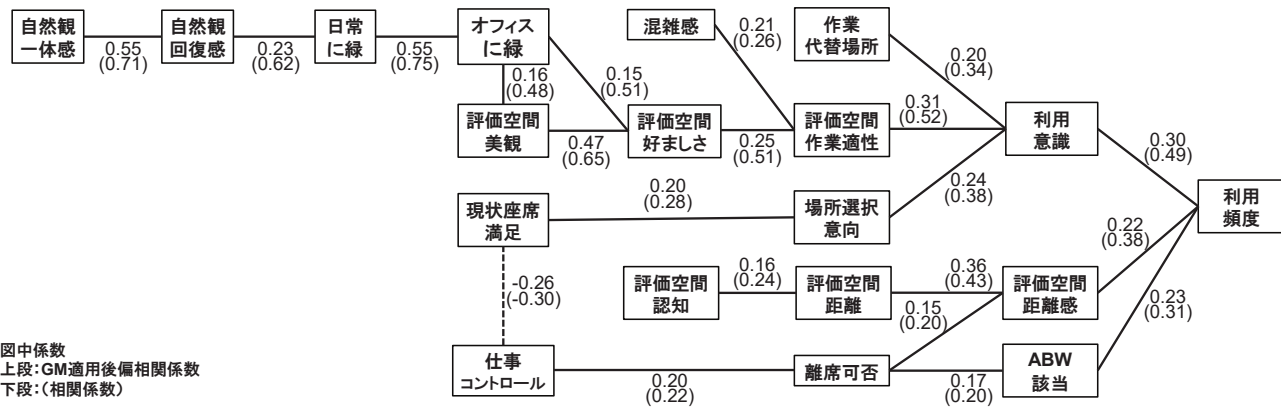 自然観
一体感
0.55
(0.71)
自然観
回復感
0.23
(0.62)
日常
に緑
0.55
(0.75)
オフィス
に緑
0.16
(0.48)
0.15
(0.51)
混雑感
0.21
(0.26)
作業
代替場所
0.20
(0.34)
評価空間
美観
0.47
(0.65)
評価空間
好ましさ
0.25
(0.51)
評価空間
作業適性
0.31
(0.52)
利用
意識
0.30
(0.49)
現状座席
満足
0.20
(0.28)
場所選択
意向
0.24
(0.38)
利用
頻度
-0.26
(-0.30)
評価空間
認知
0.16
(0.24)
評価空間
距離
0.36
(0.43)
0.15
(0.20)
評価空間
距離感
0.22
(0.38)
0.23
(0.31)
仕事
コントロール
0.20
(0.22)
離席可否
0.17
(0.20)
ABW
該当
図中係数
上段:GM適用後偏相関係数
下段:(相関係数)